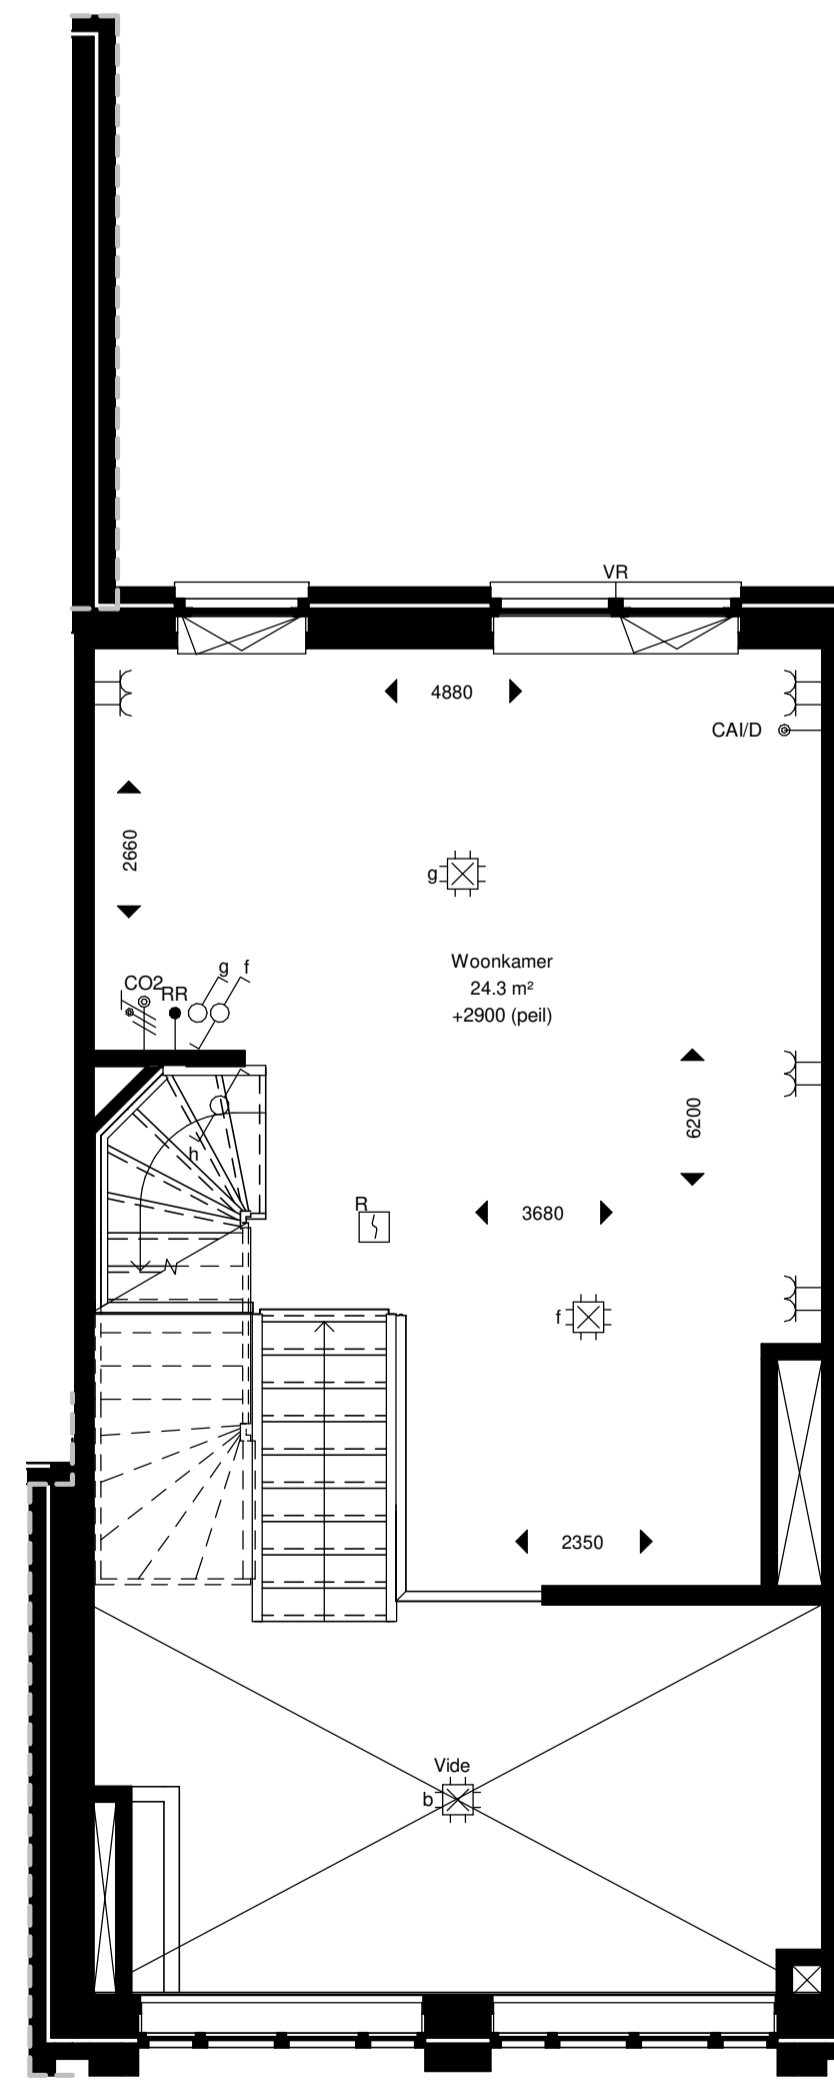 VR
4880
CAI/D
2660
g
Woonkamer
24.3 m²
+2900 (peil)
g f
CO2
RR
6200
h
R
3680
f
2350
Vide
b